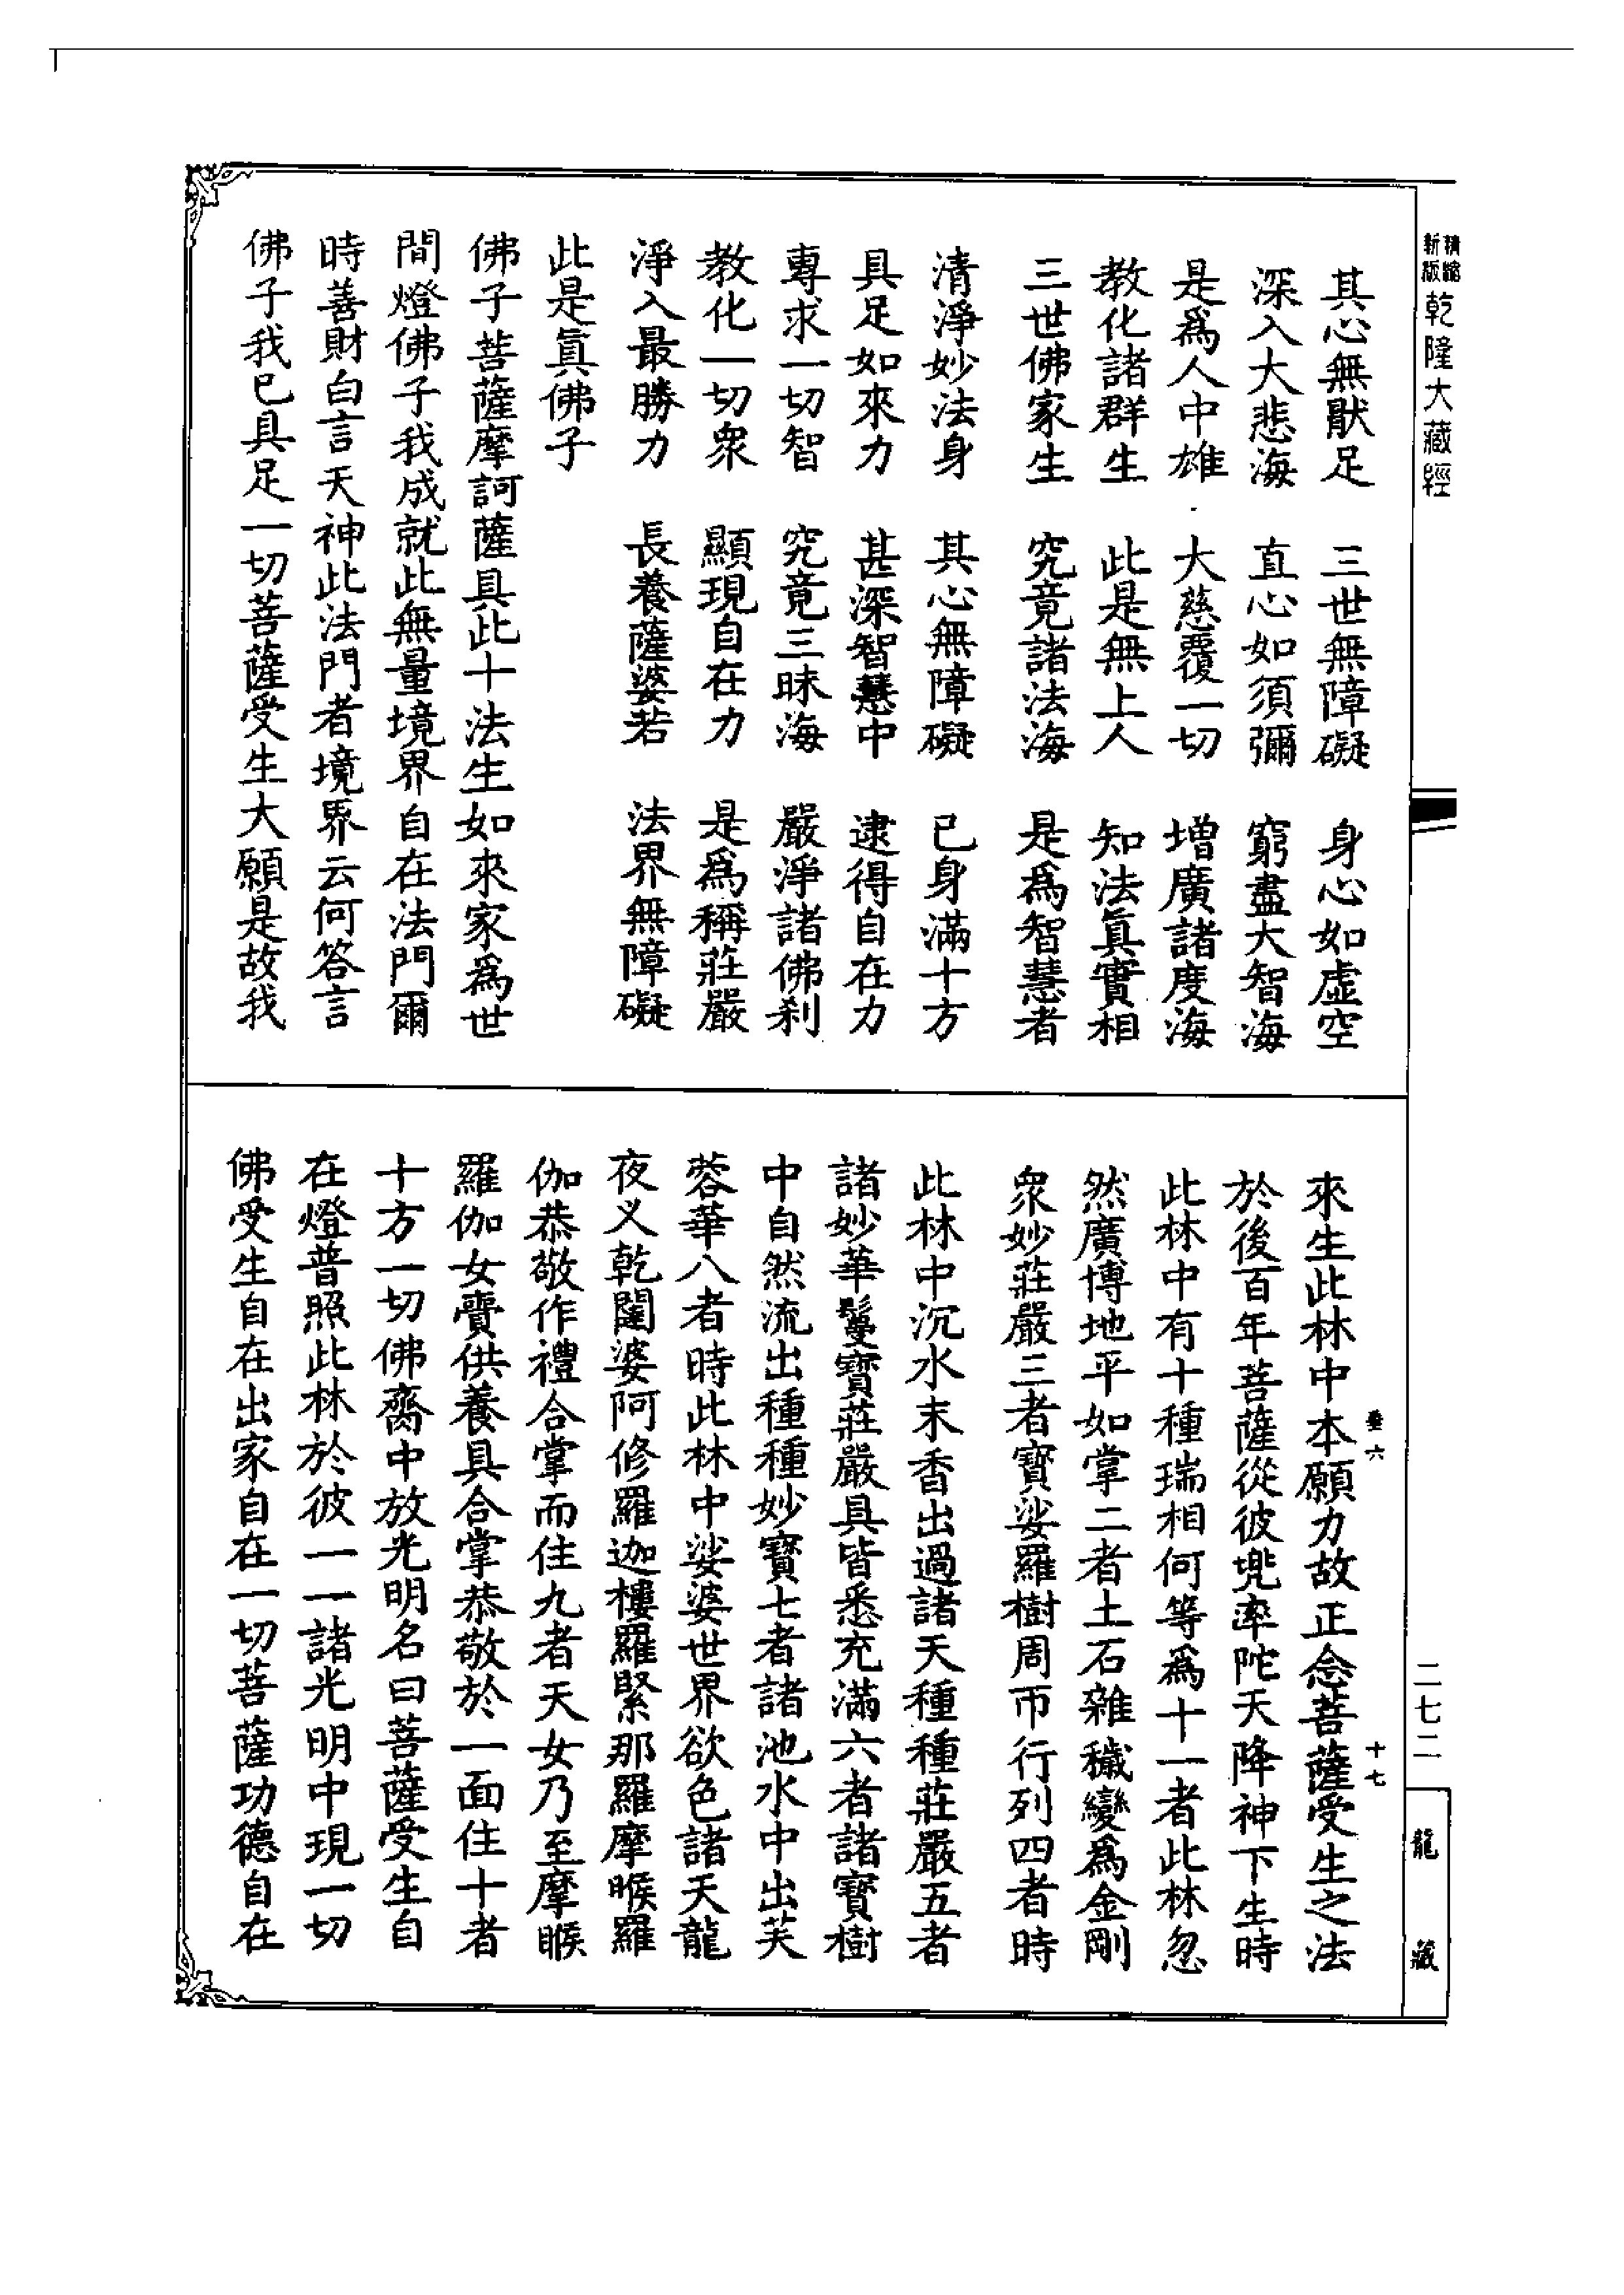 精縮新版乾隆大藏經
其心無猒足　三世無障礙　身心如虛空
深入大悲海　直心如須彌　窮盡大智海
是為人中雄　大慈覆一切　增廣諸度海
教化諸群生　此是無上人　知法真實相
三世佛家生　究竟諸法海　是為智慧者
清淨妙法身　其心無障礙　已身滿十方
具足如來力　甚深智慧中　逮得自在力
專求一切智　究竟三昧海　嚴淨諸佛剎
教化一切眾　顯現自在力　是為稱莊嚴
淨入最勝力　長養薩婆若　法界無障礙
此是真佛子
佛子菩薩摩訶薩具此十法生如來家為世
間燈佛子我成就此無量境界自在法門爾
時善財白言天神此法門者境界云何答言
佛子我已具足一切菩薩受生大願是故我
來生此林中本願力故正念菩薩受生之法
於後百年菩薩從彼兜率陀天降神下生時
此林中有十種瑞相何等為十一者此林忽
然廣博地平如掌二者土石雜穢變為金剛
眾妙莊嚴三者寶娑羅樹周帀行列四者時
此林中沉水末香出過諸天種種莊嚴五者
諸妙華鬘寶莊嚴具皆悉充滿六者諸寶樹
中自然流出種種妙寶七者諸池水中出芙
蓉華八者時此林中娑婆世界欲色諸天龍
夜叉乾闥婆阿修羅迦樓羅緊那羅摩睺羅
伽恭敬作禮合掌而住九者天女乃至摩睺
羅伽女賫供養具合掌恭敬於一面住十者
十方一切佛齊中放光明名曰菩薩受生自
在燈普照此林於彼一一諸光明中現一切
佛受生自在出家自在一切菩薩功德自在
垂六
十七
二七二
龍藏